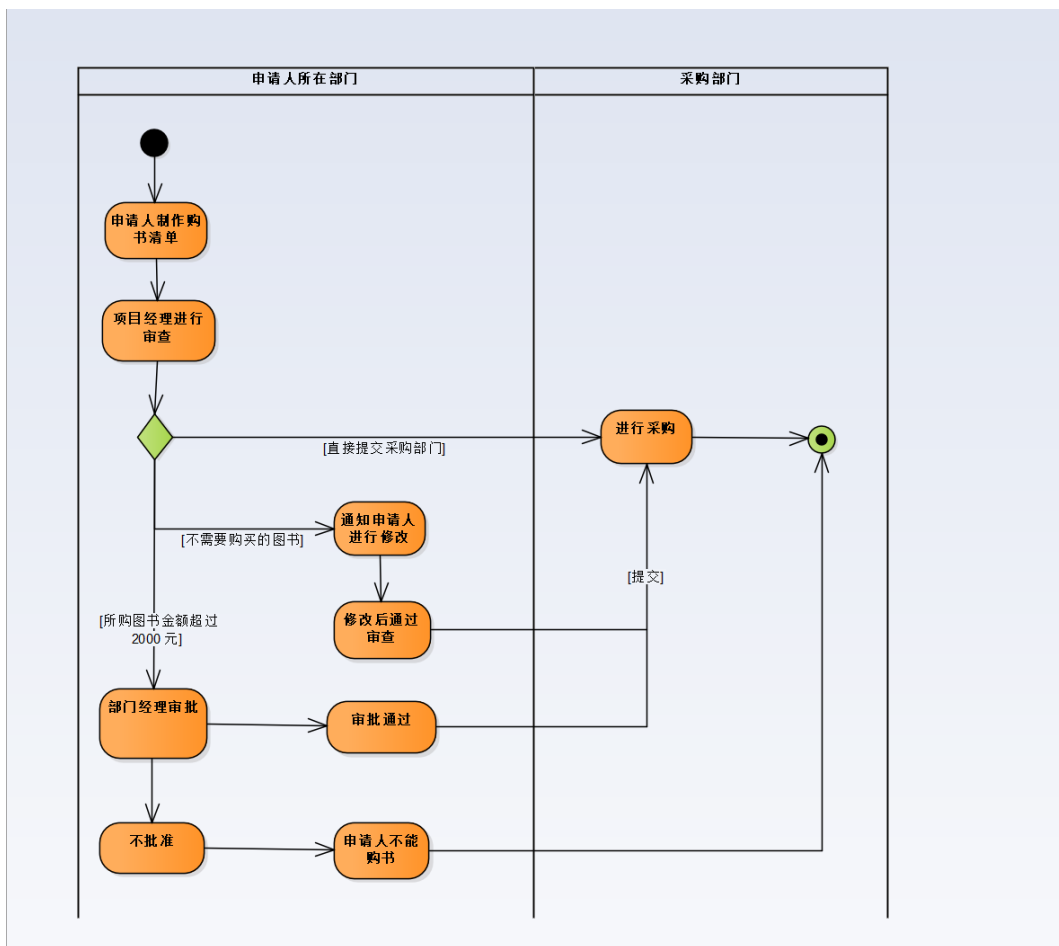 申请人所在部门
采购部门
申请人制作购
书清单
项目经理进行
审查
[直接提交采购部门]
进行采购
通知申请人
进行修改
[不需要购买的图书]
[提交]
修改后通过
审查
[所购图书金额超过
2000 元]
部门经理审批
审批通过
不批准
申请人不能
购书